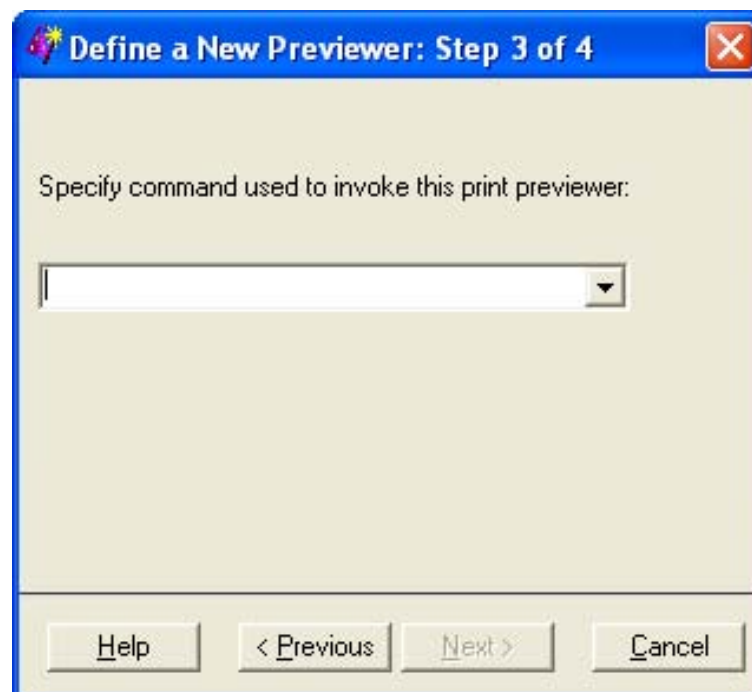 Define a New Previewer: Step 3 of 4
Specify command used to invoke this print previewer:
Help
< Previous
Next >
Cancel